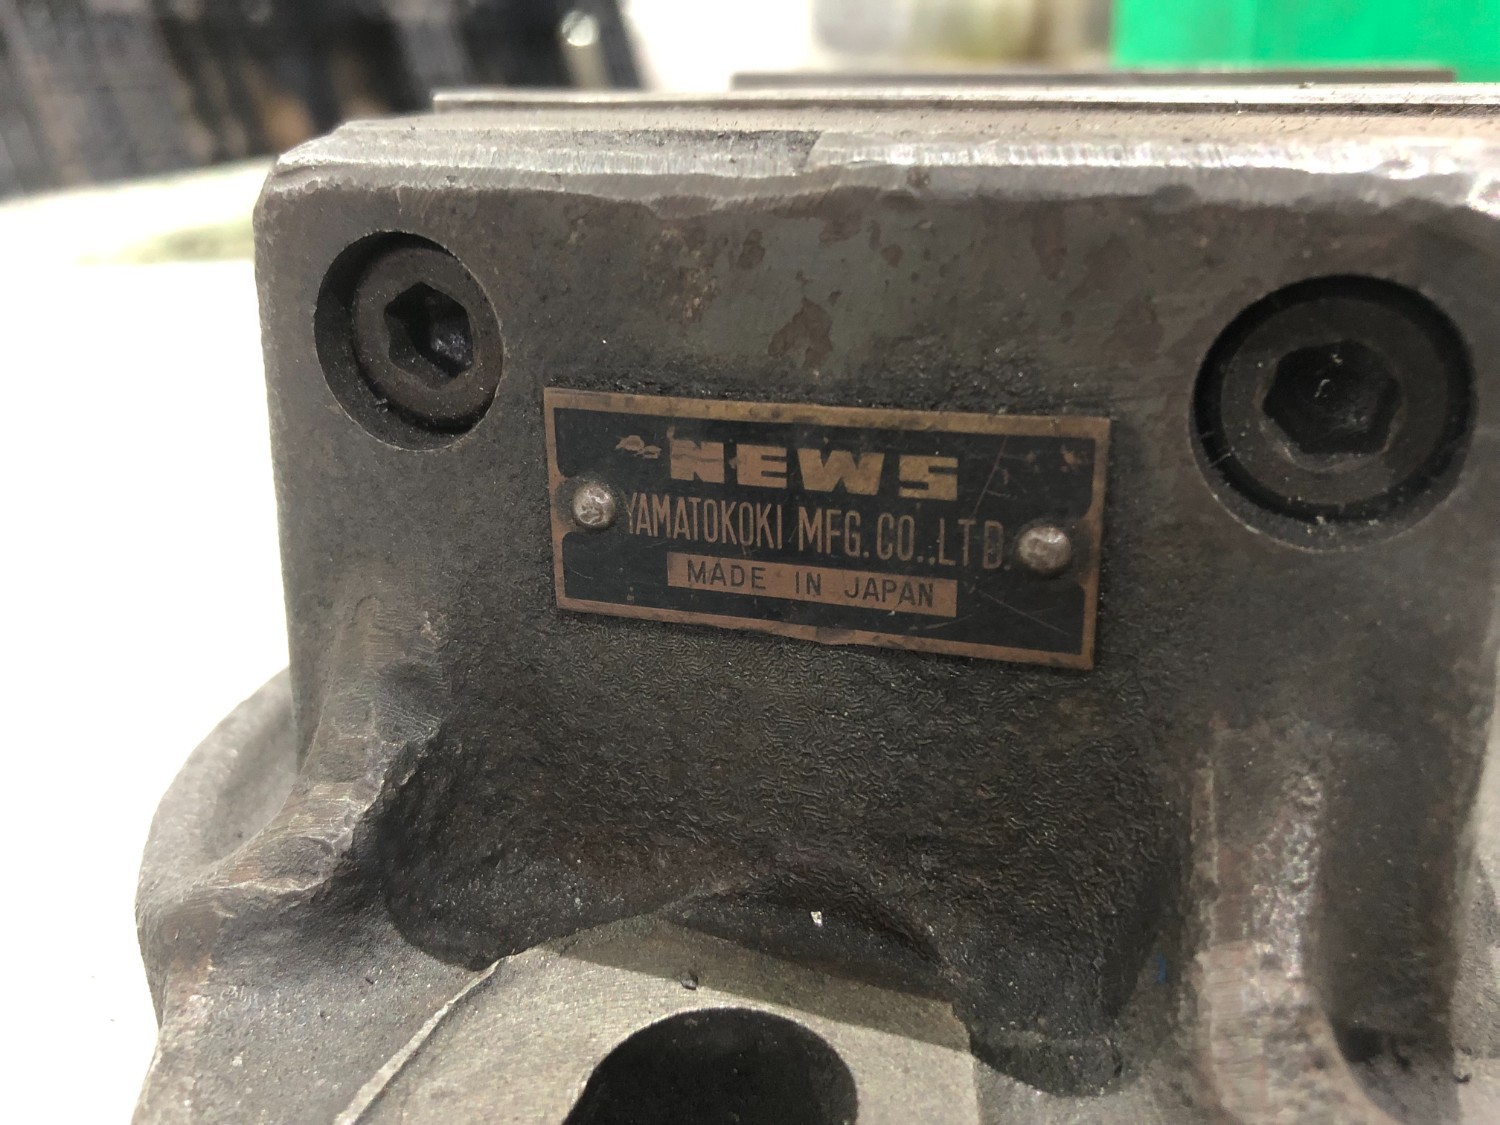 NEWS
YAMATOKOKI MFG. CO.,LTD.
MADE IN JAPAN